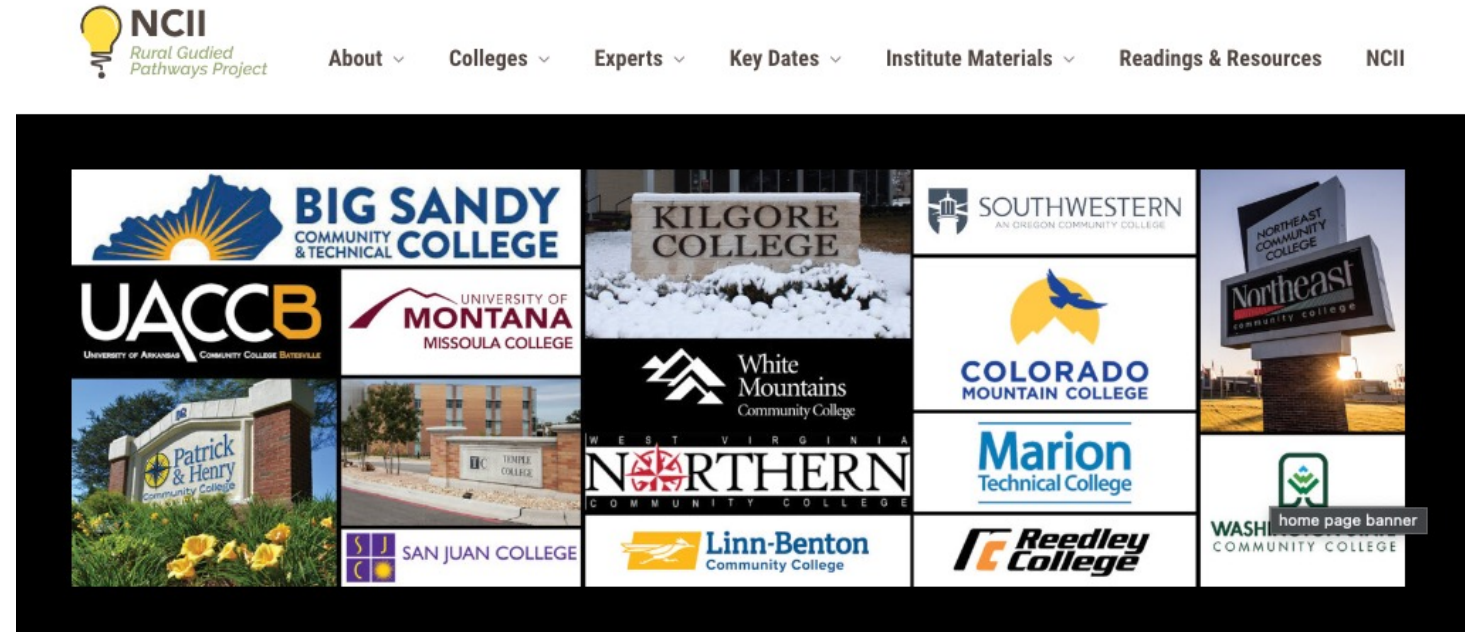 NCII
Rural Gudied
Pathways Project
About
Colleges
Experts
Key Dates
Institute Materials
Readings & Resources
NCII
BIG SANDY
COMMUNITY
& TECHNICAL
COLLEGE
KILGORE
COLLEGE
SOUTHWESTERN
AN OREGON COMMUNITY COLLEGE
NORTHEAST
COMMUNITY
COLLEGE
Northeast
community college
UACCB
UNIVERSITY OF ARKANSAS COMMUNITY COLLEGE BATESVILLE
UNIVERSITY OF
MONTANA
MISSOULA COLLEGE
White
Mountains
Community College
COLORADO
MOUNTAIN COLLEGE
Patrick
& Henry
Community College
TC
TEMPLE
COLLEGE
WEST VIRGINIA
NORTHERN
COMMUNITY COLLEGE
Marion
Technical College
SJC
SAN JUAN COLLEGE
Linn-Benton
Community College
Reedley
College
home page banner
WASH
COMMUNITY COLLEGE